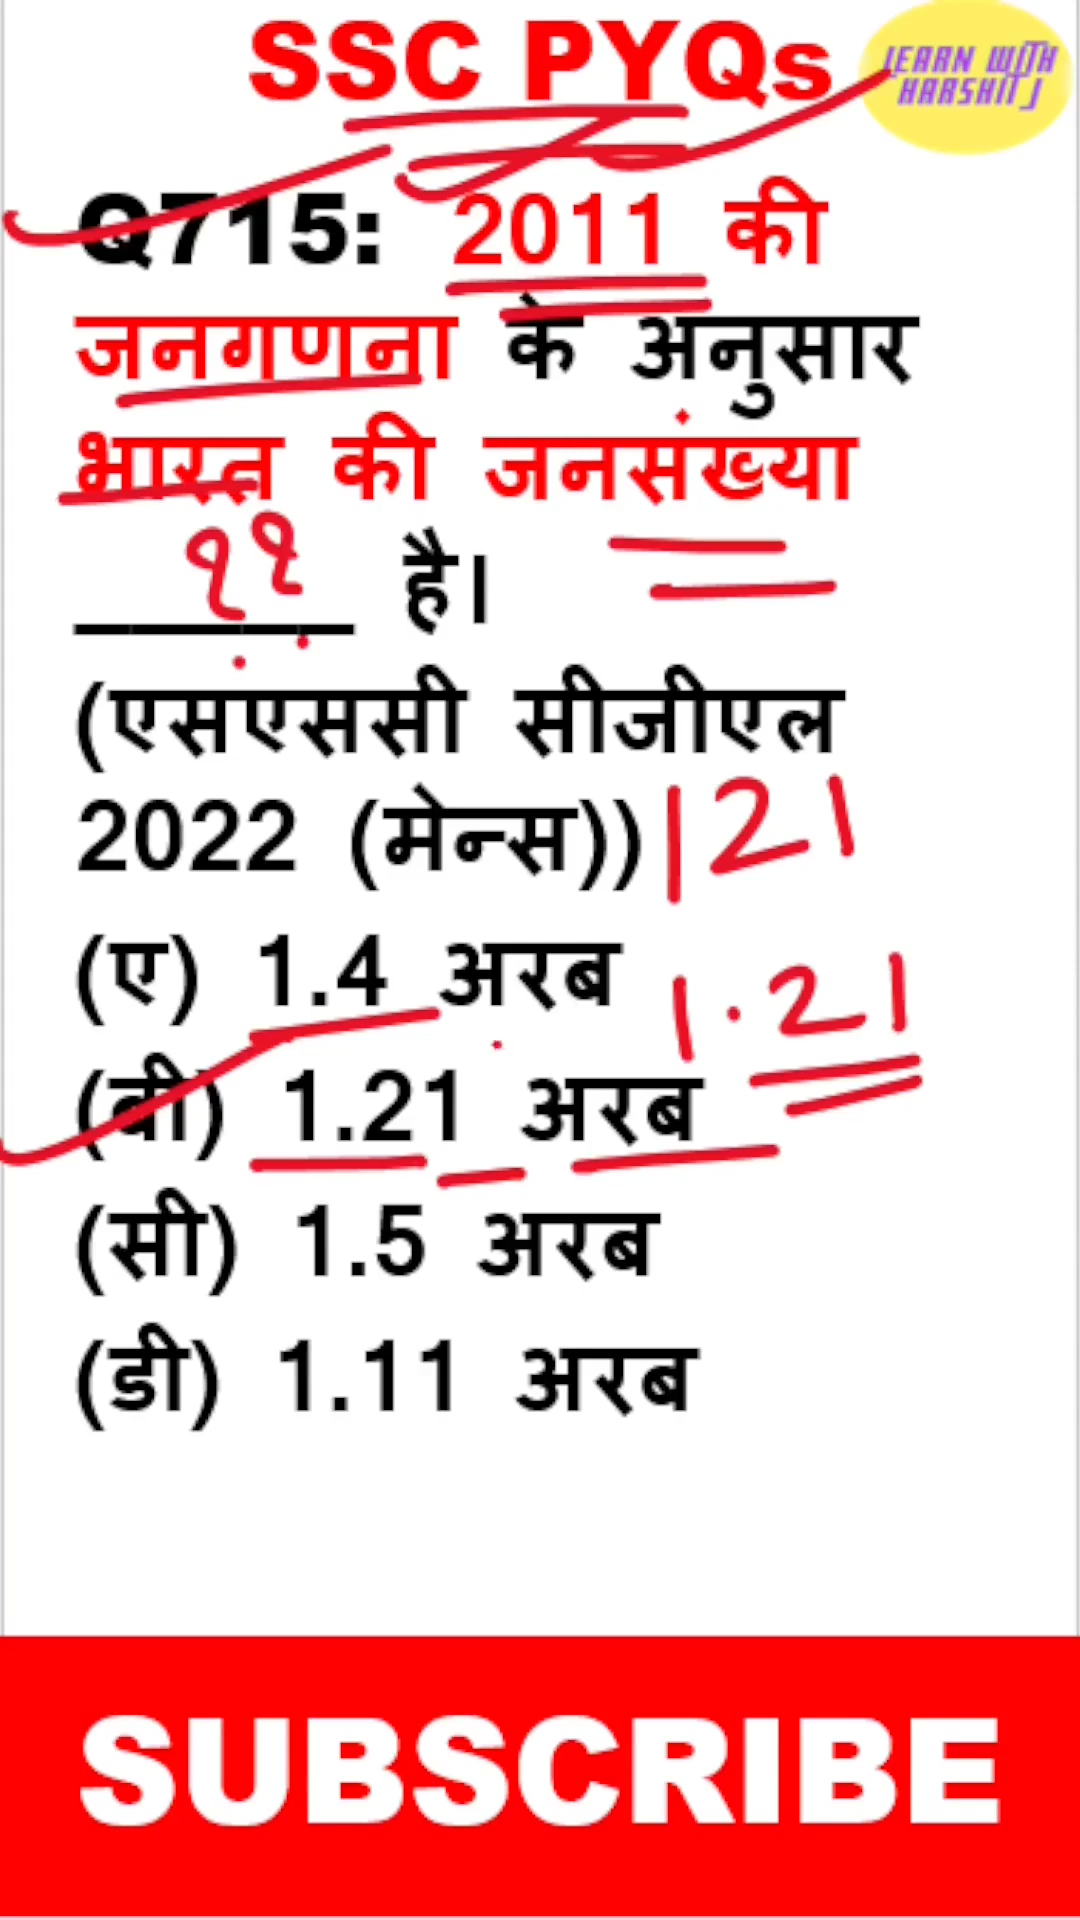 SSC PYQs
LEARN WITH
HARSHIT J
Q715: 2011 की
जनगणना के अनुसार
भारत की जनसंख्या
??
______ है।
(एसएससी सीजीएल
2022 (मेन्स))
121
(ए) 1.4 अरब
1.21
(बी) 1.21 अरब
(सी) 1.5 अरब
(डी) 1.11 अरब
SUBSCRIBE